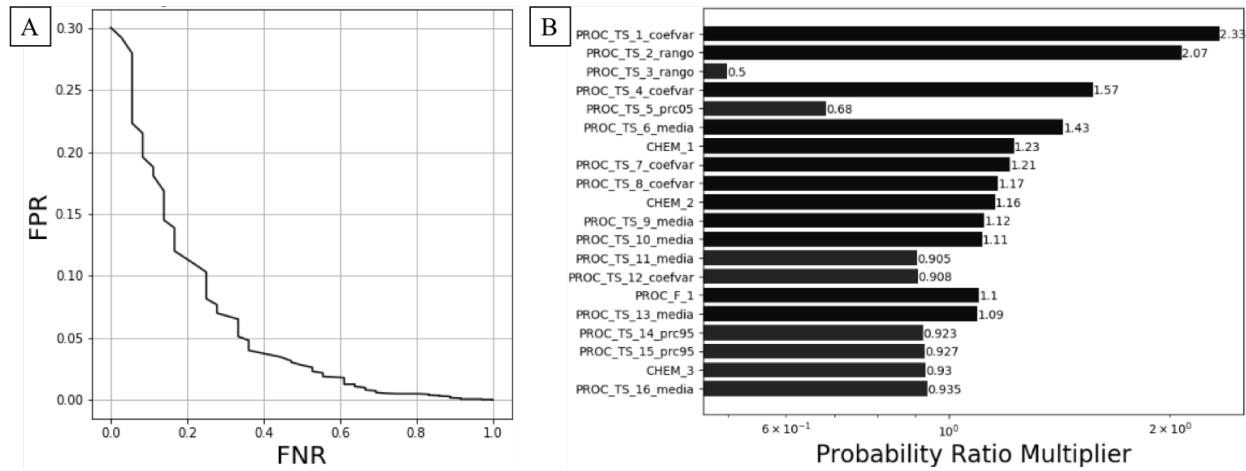 A
0.30
0.25
0.20
0.15
0.10
0.05
0.00
FPR
0.0 0.2 0.4 0.6 0.8 1.0
FNR
B
PROC_TS_1_coefvar 2.33
PROC_TS_2_rango 2.07
PROC_TS_3_rango 0.5
PROC_TS_4_coefvar 1.57
PROC_TS_5_prc05 0.68
PROC_TS_6_media 1.43
CHEM_1 1.23
PROC_TS_7_coefvar 1.21
PROC_TS_8_coefvar 1.17
CHEM_2 1.16
PROC_TS_9_media 1.12
PROC_TS_10_media 1.11
PROC_TS_11_media 0.905
PROC_TS_12_coefvar 0.908
PROC_F_1 1.1
PROC_TS_13_media 1.09
PROC_TS_14_prc95 0.923
PROC_TS_15_prc95 0.927
CHEM_3 0.93
PROC_TS_16_media 0.935
6 × 10⁻¹ 10⁰ 2 × 10⁰
Probability Ratio Multiplier